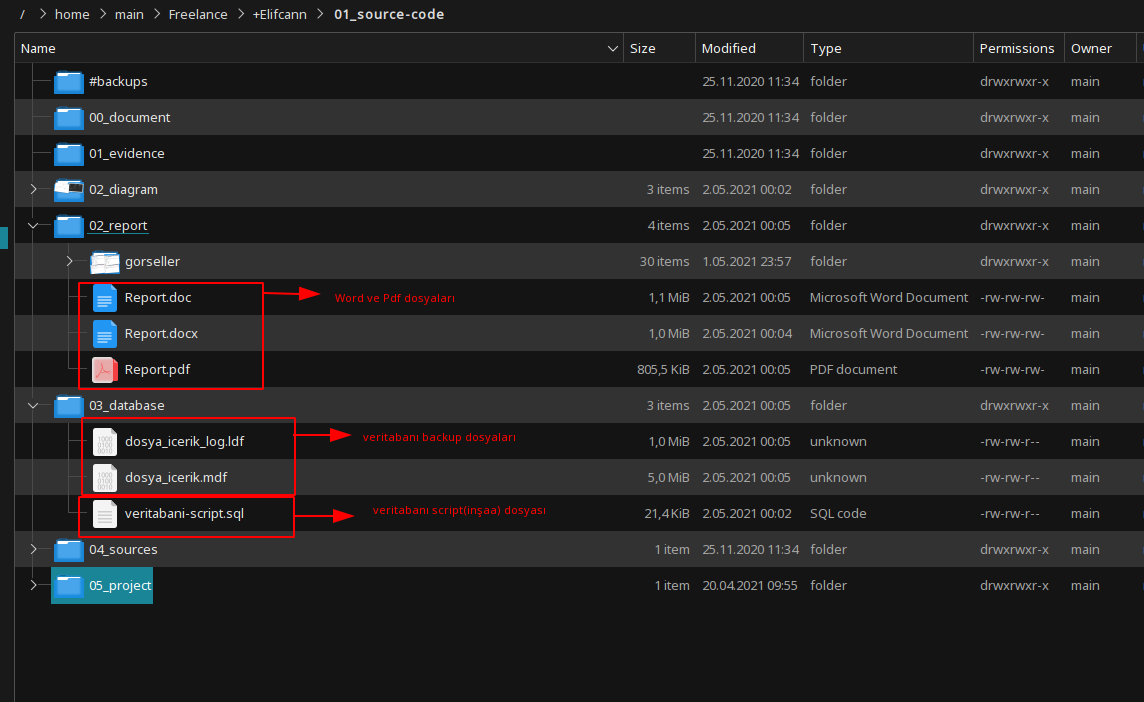 / > home > main > Freelance > +Elifcann > 01_source-code
Name Size Modified Type Permissions Owner
#backups 25.11.2020 11:34 folder drwxrwxr-x main
00_document 25.11.2020 11:34 folder drwxrwxr-x main
01_evidence 25.11.2020 11:34 folder drwxrwxr-x main
02_diagram 3 items 2.05.2021 00:02 folder drwxrwxr-x main
02_report 4 items 2.05.2021 00:05 folder drwxrwxr-x main
gorseller 30 items 1.05.2021 23:57 folder drwxrwxr-x main
Report.doc Word ve Pdf dosyaları 1,1 MiB 2.05.2021 00:05 Microsoft Word Document -rw-rw-rw- main
Report.docx 1,0 MiB 2.05.2021 00:04 Microsoft Word Document -rw-rw-rw- main
Report.pdf 805,5 KiB 2.05.2021 00:05 PDF document -rw-rw-rw- main
03_database 3 items 2.05.2021 00:05 folder drwxrwxr-x main
dosya_icerik_log.ldf veritabanı backup dosyaları 1,0 MiB 2.05.2021 00:05 unknown -rw-rw-r-- main
dosya_icerik.mdf 5,0 MiB 2.05.2021 00:05 unknown -rw-rw-r-- main
veritabani-script.sql veritabanı script(inşaa) dosyası 21,4 KiB 2.05.2021 00:02 SQL code -rw-rw-r-- main
04_sources 1 item 25.11.2020 11:34 folder drwxrwxr-x main
05_project 1 item 20.04.2021 09:55 folder drwxrwxr-x main